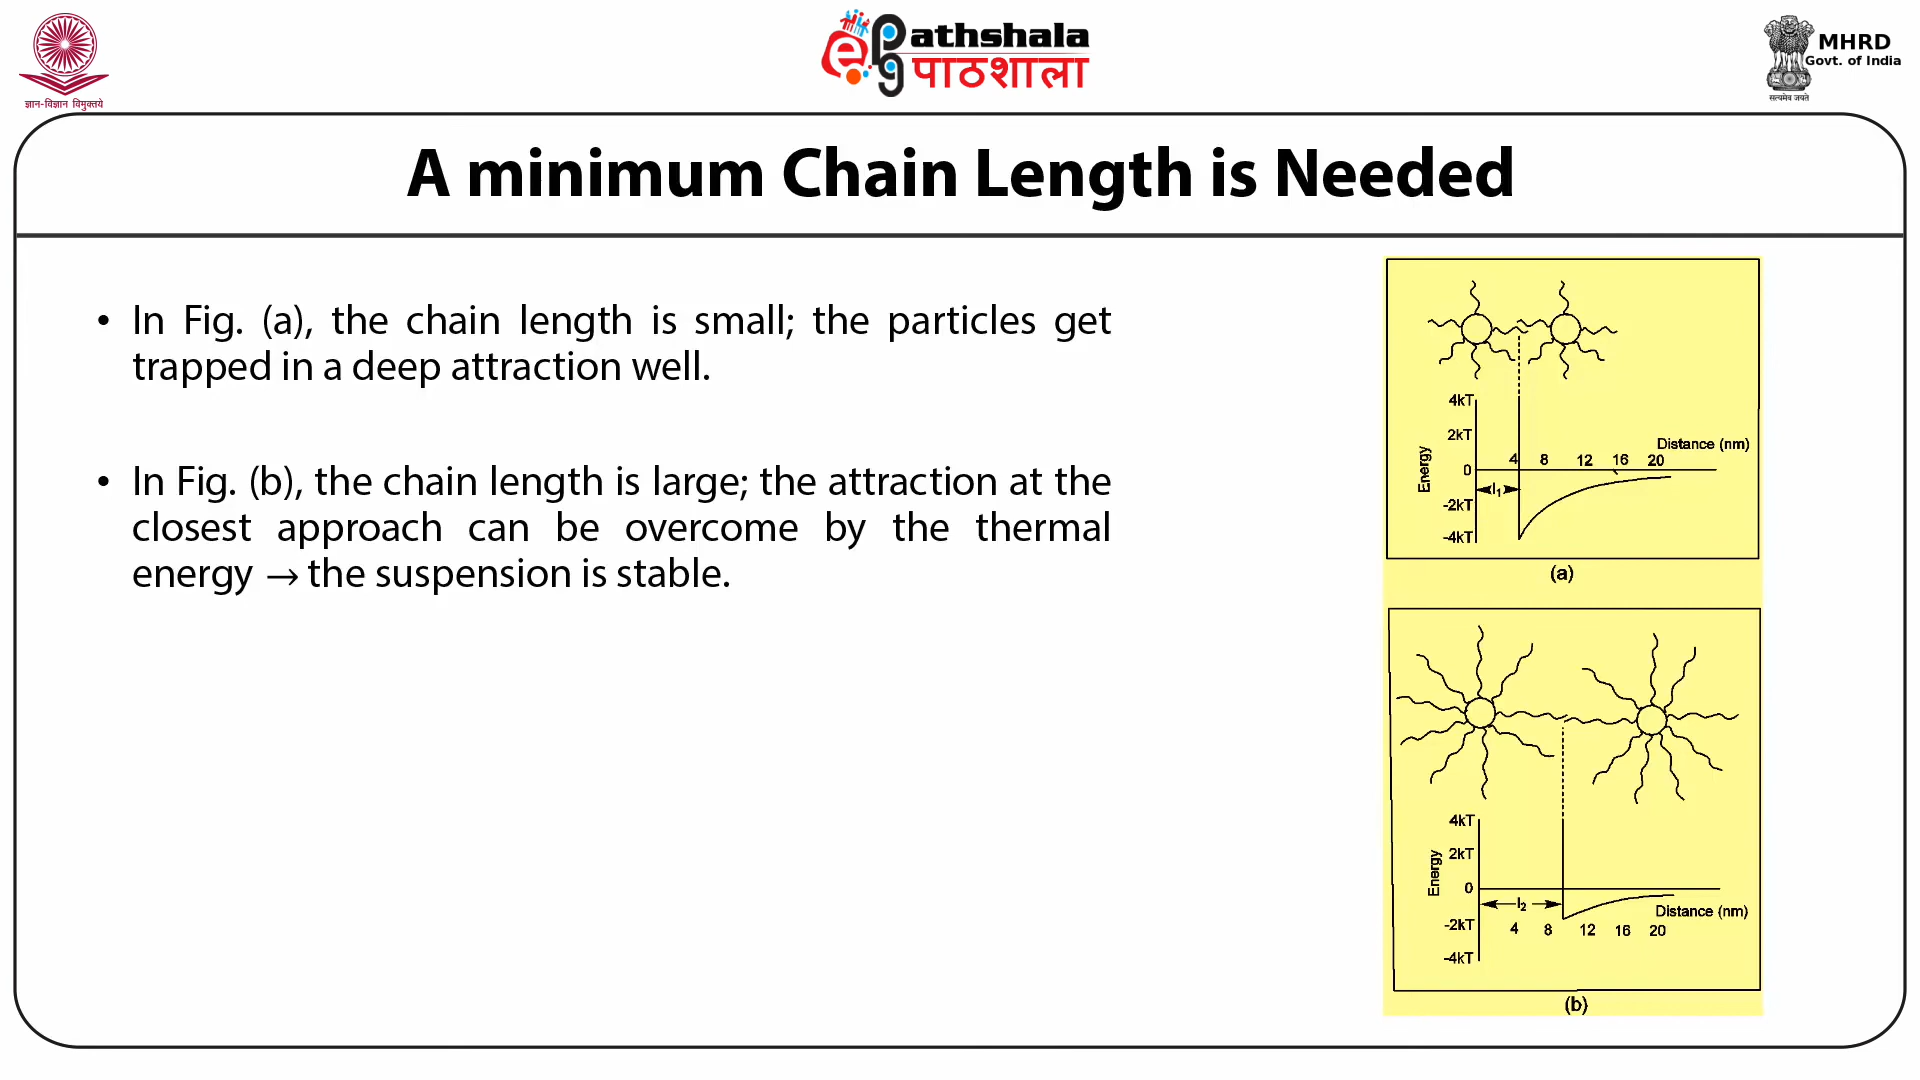 ज्ञान-विज्ञान विमुक्तये
ePathshala
पाठशाला
MHRD
Govt. of India
सत्यमेव जयते
A minimum Chain Length is Needed
• In Fig. (a), the chain length is small; the particles get
trapped in a deep attraction well.
• In Fig. (b), the chain length is large; the attraction at the
closest approach can be overcome by the thermal
energy → the suspension is stable.
4kT
2kT
0
-2kT
-4kT
Energy
4 8 12 16 20
Distance (nm)
l₁
(a)
4kT
2kT
0
-2kT
-4kT
Energy
l₂
Distance (nm)
4 8 12 16 20
(b)